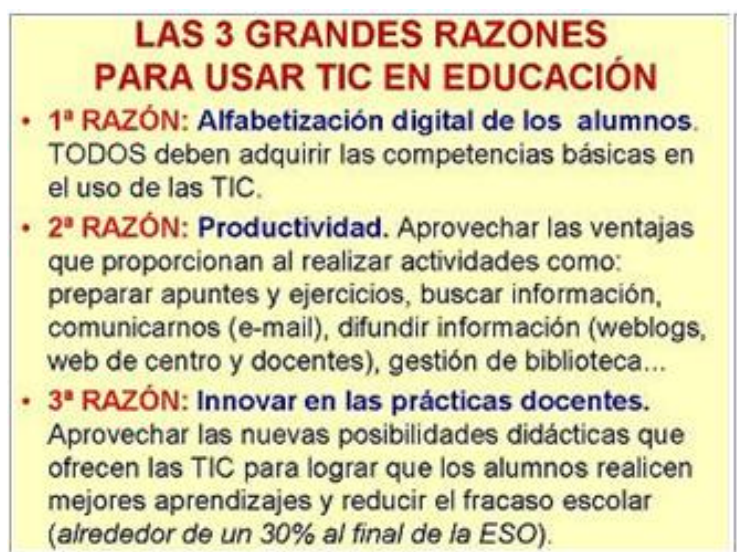 LAS 3 GRANDES RAZONES
PARA USAR TIC EN EDUCACIÓN
• 1ª RAZÓN: Alfabetización digital de los alumnos.
TODOS deben adquirir las competencias básicas en
el uso de las TIC.
• 2ª RAZÓN: Productividad. Aprovechar las ventajas
que proporcionan al realizar actividades como:
preparar apuntes y ejercicios, buscar información,
comunicarnos (e-mail), difundir información (weblogs,
web de centro y docentes), gestión de biblioteca...
• 3ª RAZÓN: Innovar en las prácticas docentes.
Aprovechar las nuevas posibilidades didácticas que
ofrecen las TIC para lograr que los alumnos realicen
mejores aprendizajes y reducir el fracaso escolar
(alrededor de un 30% al final de la ESO).